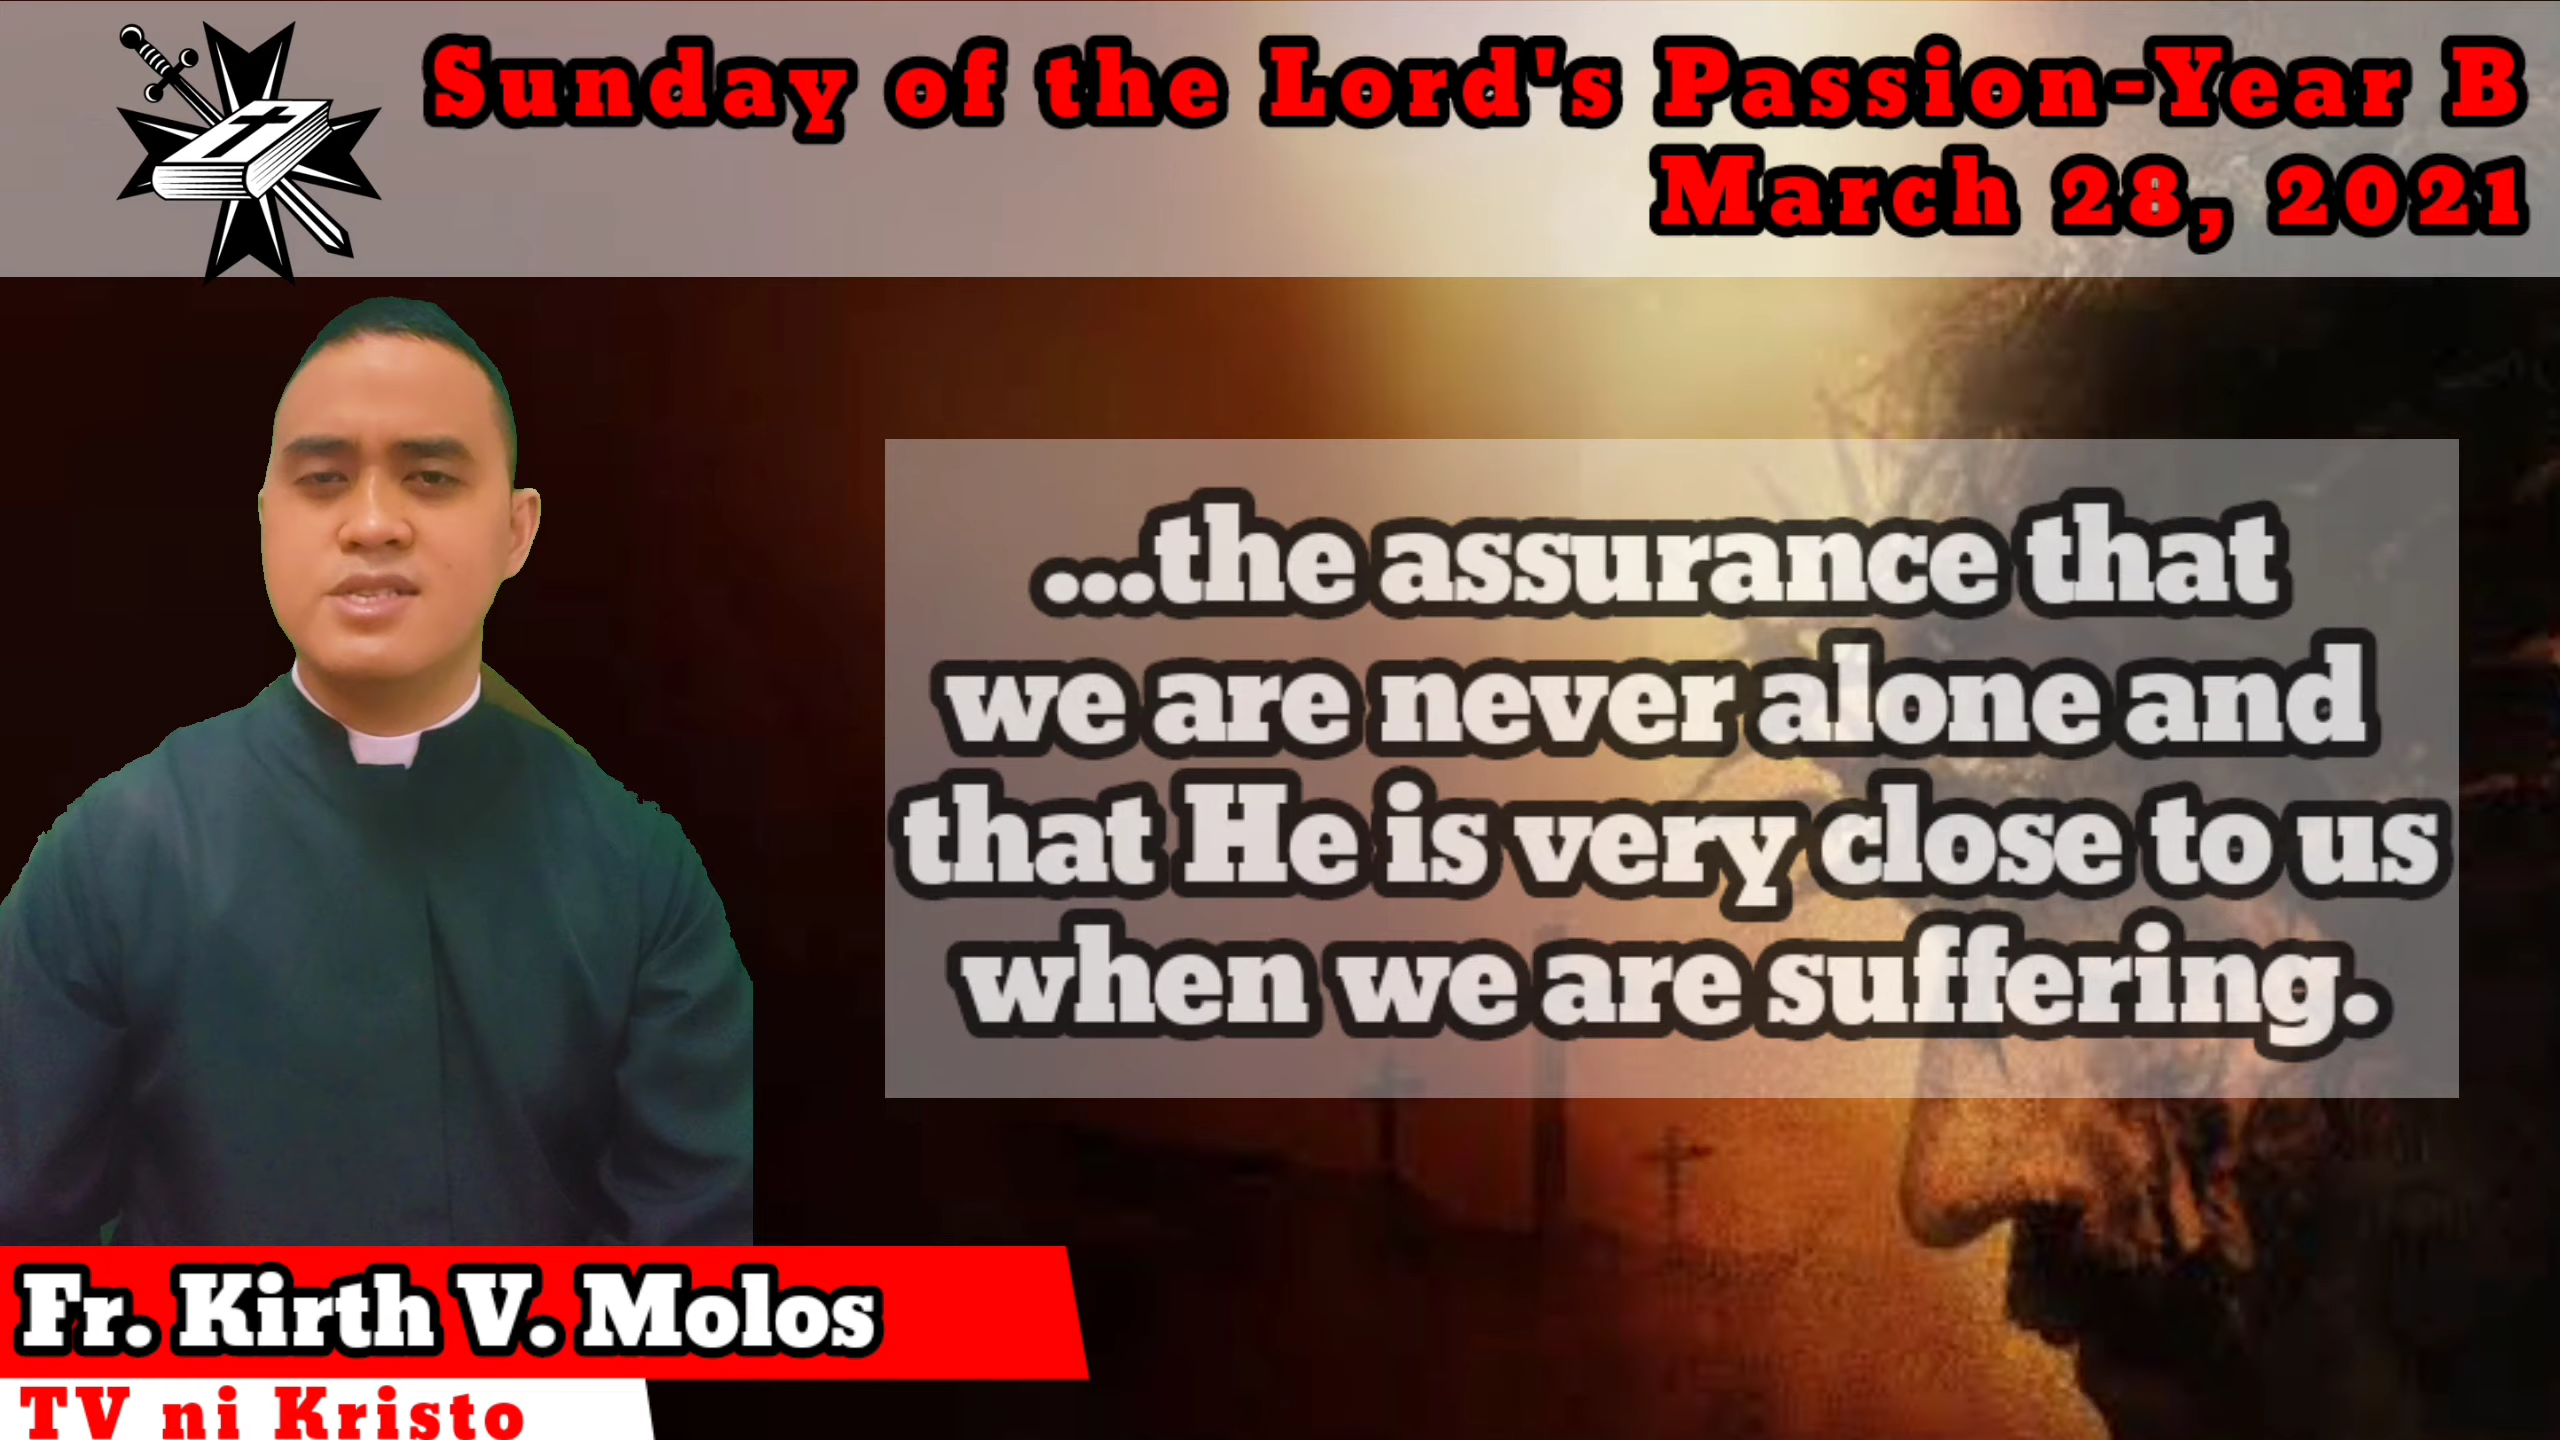 Sunday of the Lord's Passion-Year B
March 28, 2021
...the assurance that
we are never alone and
that He is very close to us
when we are suffering.
Fr. Kirth V. Molos
TV ni Kristo